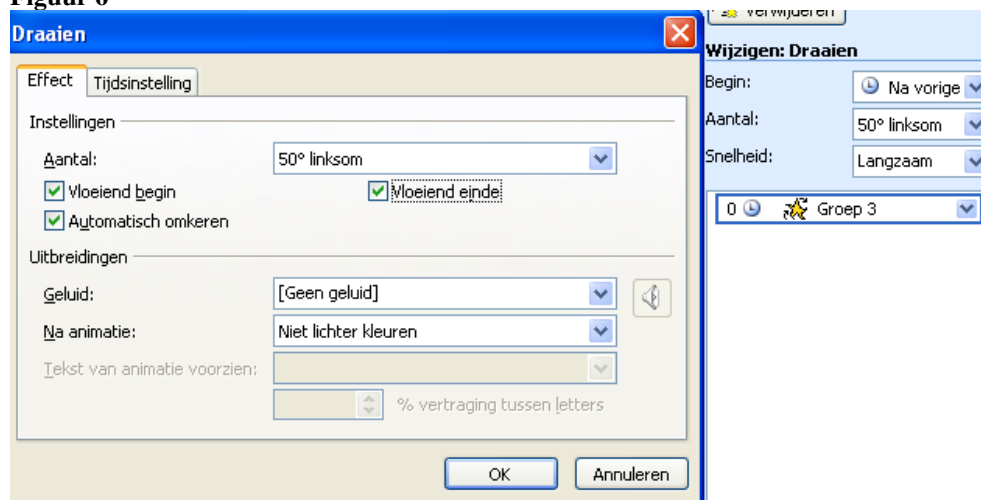 Figuur 6
Draaien
Effect Tijdsinstelling
Instellingen
Aantal: 50° linksom
Vloeiend begin Vloeiend einde
Automatisch omkeren
Uitbreidingen
Geluid: [Geen geluid]
Na animatie: Niet lichter kleuren
Tekst van animatie voorzien:
% vertraging tussen letters
OK Annuleren
Verwijderen
Wijzigen: Draaien
Begin: Na vorige
Aantal: 50° linksom
Snelheid: Langzaam
0 Groep 3